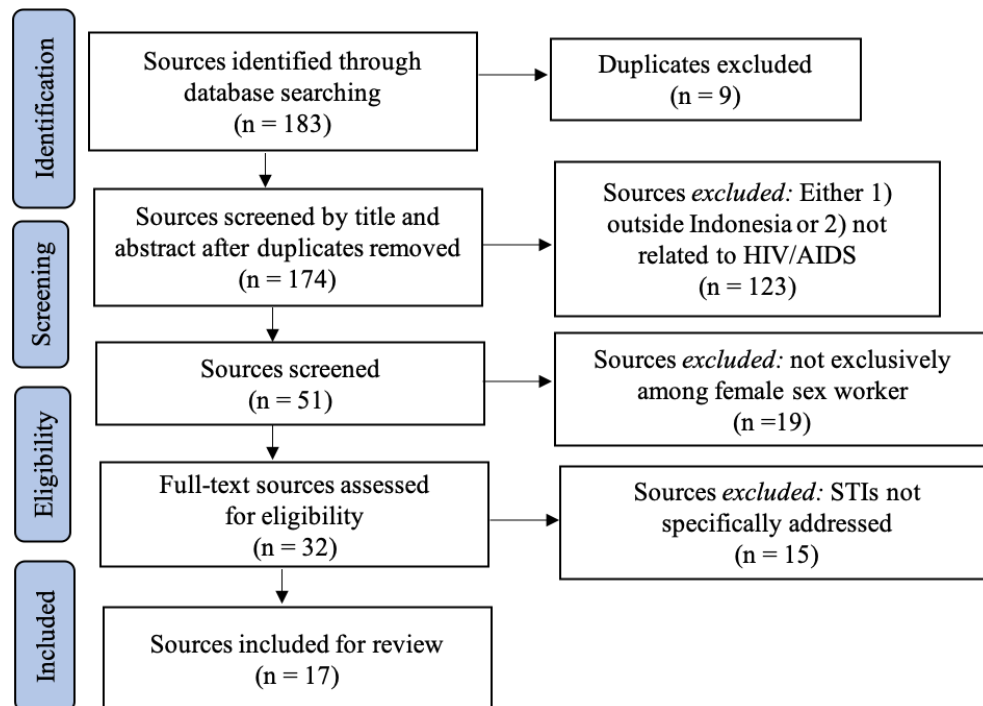 Identification
Sources identified through
database searching
(n = 183)
Duplicates excluded
(n = 9)
Screening
Sources screened by title and
abstract after duplicates removed
(n = 174)
Sources excluded: Either 1)
outside Indonesia or 2) not
related to HIV/AIDS
(n = 123)
Sources screened
(n = 51)
Sources excluded: not exclusively
among female sex worker
(n =19)
Eligibility
Full-text sources assessed
for eligibility
(n = 32)
Sources excluded: STIs not
specifically addressed
(n = 15)
Included
Sources included for review
(n = 17)